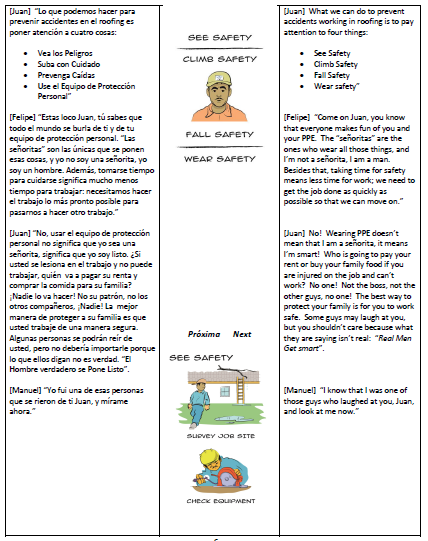 [Juan] "Lo que podemos hacer para
prevenir accidentes en el roofing es
poner atención a cuatro cosas:
• Vea los Peligros
• Suba con Cuidado
• Prevenga Caídas
• Use el Equipo de Protección
Personal"
[Felipe] "Estas loco Juan, tú sabes que
todo el mundo se burla de ti y de tu
equipo de protección personal. "Las
señoritas" son las únicas que se ponen
esas cosas, y yo no soy una señorita, yo
soy un hombre. Además, tomarse tiempo
para cuidarse significa mucho menos
tiempo para trabajar: necesitamos hacer
el trabajo lo más pronto posible para
pasarnos a hacer otro trabajo."
[Juan] "No, usar el equipo de protección
personal no significa que yo sea una
señorita, significa que yo soy listo. ¿Si
usted se lesiona en el trabajo y no puede
trabajar, quién va a pagar su renta y
comprar la comida para su familia?
¡Nadie lo va hacer! No su patrón, no los
otros compañeros, ¡Nadie! La mejor
manera de proteger a su familia es que
usted trabaje de una manera segura.
Algunas personas se podrán reír de
usted, pero no debería importarle porque
lo que ellos digan no es verdad. "El
Hombre verdadero se Pone Listo".
[Manuel] "Yo fui una de esas personas
que se rieron de ti Juan, y mírame
ahora."
SEE SAFETY
CLIMB SAFETY
FALL SAFETY
WEAR SAFETY
Próxima Next
SEE SAFETY
SURVEY JOB SITE
CHECK EQUIPMENT
[Juan] What we can do to prevent
accidents working in roofing is to pay
attention to four things:
• See Safety
• Climb Safety
• Fall Safety
• Wear safety"
[Felipe] "Come on Juan, you know
that everyone makes fun of you and
your PPE. The "señoritas" are the
ones who wear all those things, and
I'm not a señorita, I am a man.
Besides that, taking time for safety
means less time for work; we need to
get the job done as quickly as
possible so that we can move on."
[Juan] No! Wearing PPE doesn't
mean that I am a señorita, it means
I'm smart! Who is going to pay your
rent or buy your family food if you
are injured on the job and can't
work? No one! Not the boss, not the
other guys, no one! The best way to
protect your family is for you to work
safe. Some guys may laugh at you,
but you shouldn't care because what
they are saying isn't real: "Real Men
Get smart".
[Manuel] "I know that I was one of
those guys who laughed at you, Juan,
and look at me now."